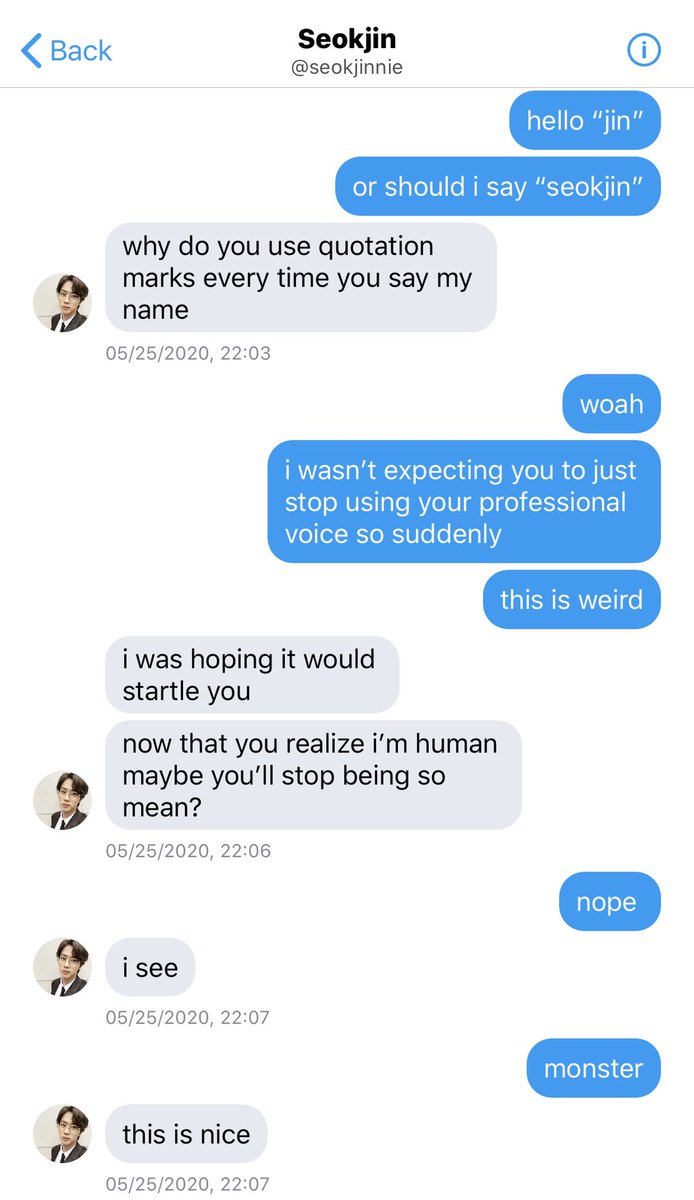 Back
Seokjin
@seokjinnie
hello “jin”
or should i say “seokjin”
why do you use quotation
marks every time you say my
name
05/25/2020, 22:03
woah
i wasn’t expecting you to just
stop using your professional
voice so suddenly
this is weird
i was hoping it would
startle you
now that you realize i’m human
maybe you’ll stop being so
mean?
05/25/2020, 22:06
nope
i see
05/25/2020, 22:07
monster
this is nice
05/25/2020, 22:07